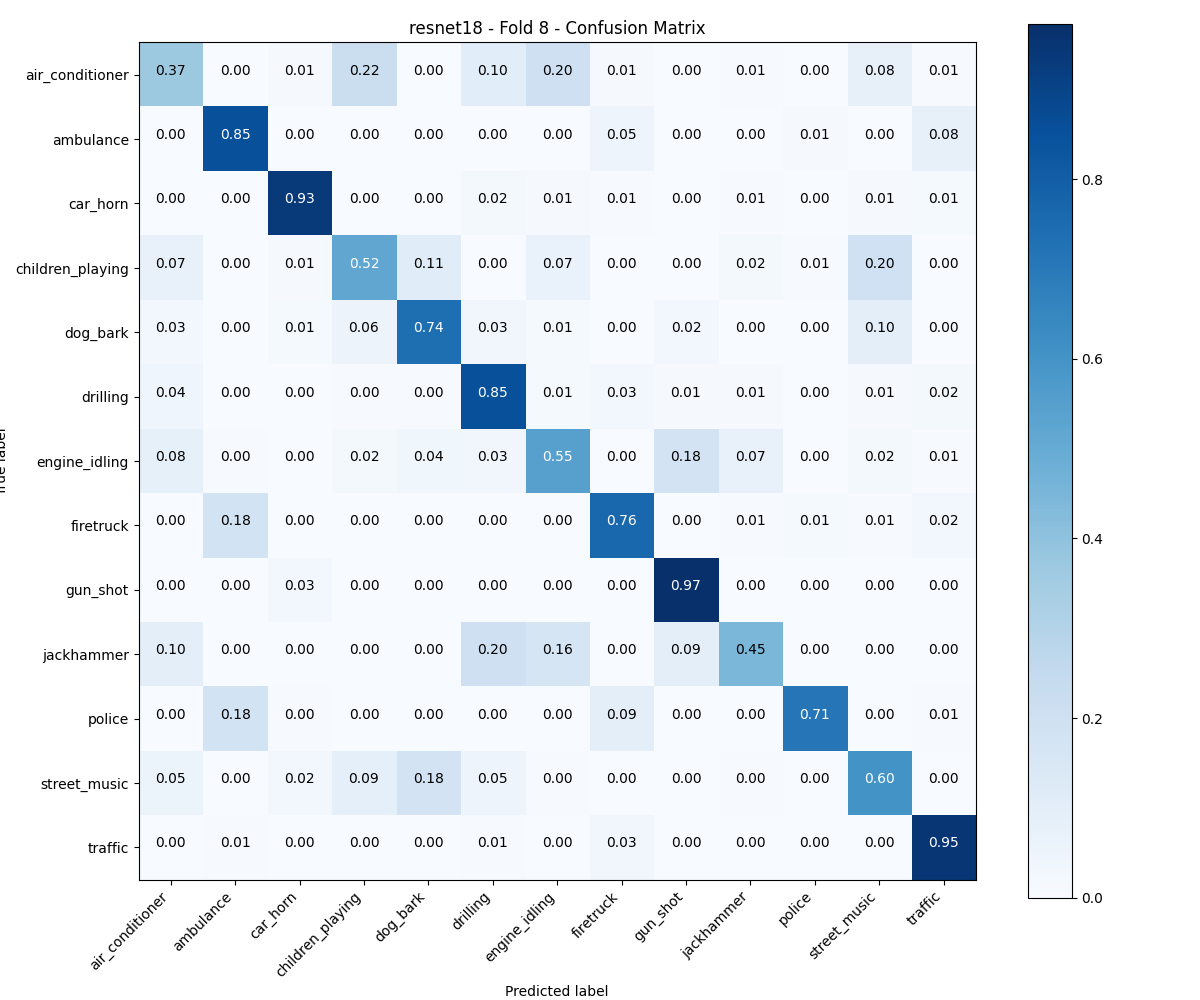 resnet18 - Fold 8 - Confusion Matrix
air_conditioner 0.37 0.00 0.01 0.22 0.00 0.10 0.20 0.01 0.00 0.01 0.00 0.08 0.01
ambulance 0.00 0.85 0.00 0.00 0.00 0.00 0.00 0.05 0.00 0.00 0.01 0.00 0.08
car_horn 0.00 0.00 0.93 0.00 0.00 0.02 0.01 0.01 0.00 0.01 0.00 0.01 0.01
children_playing 0.07 0.00 0.01 0.52 0.11 0.00 0.07 0.00 0.00 0.02 0.01 0.20 0.00
dog_bark 0.03 0.00 0.01 0.06 0.74 0.03 0.01 0.00 0.02 0.00 0.00 0.10 0.00
drilling 0.04 0.00 0.00 0.00 0.00 0.85 0.01 0.03 0.01 0.01 0.00 0.01 0.02
engine_idling 0.08 0.00 0.00 0.02 0.04 0.03 0.55 0.00 0.18 0.07 0.00 0.02 0.01
firetruck 0.00 0.18 0.00 0.00 0.00 0.00 0.00 0.76 0.00 0.01 0.01 0.01 0.02
gun_shot 0.00 0.00 0.03 0.00 0.00 0.00 0.00 0.00 0.97 0.00 0.00 0.00 0.00
jackhammer 0.10 0.00 0.00 0.00 0.00 0.20 0.16 0.00 0.09 0.45 0.00 0.00 0.00
police 0.00 0.18 0.00 0.00 0.00 0.00 0.00 0.09 0.00 0.00 0.71 0.00 0.01
street_music 0.05 0.00 0.02 0.09 0.18 0.05 0.00 0.00 0.00 0.00 0.00 0.60 0.00
traffic 0.00 0.01 0.00 0.00 0.00 0.01 0.00 0.03 0.00 0.00 0.00 0.00 0.95
air_conditioner ambulance car_horn children_playing dog_bark drilling engine_idling firetruck gun_shot jackhammer police street_music traffic
Predicted label
0.8
0.6
0.4
0.2
0.0